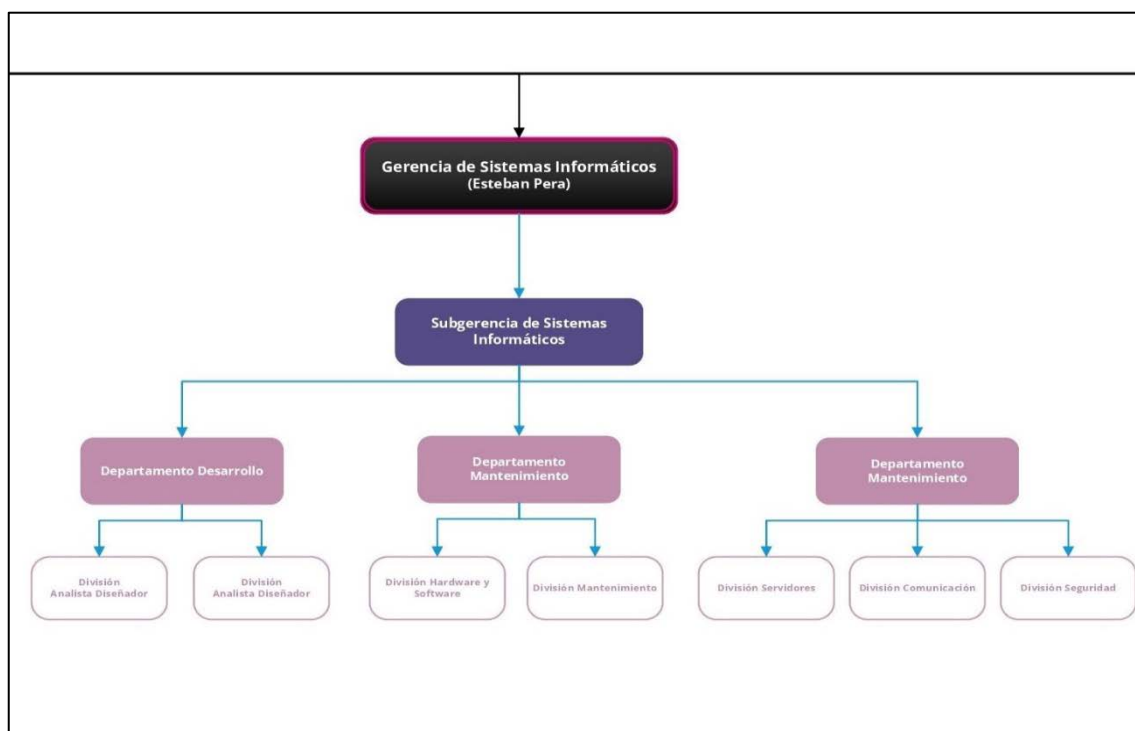 Gerencia de Sistemas Informáticos
(Esteban Pera)
Subgerencia de Sistemas
Informáticos
Departamento Desarrollo
Departamento
Mantenimiento
Departamento
Mantenimiento
División
Analista Diseñador
División
Analista Diseñador
División Hardware y
Software
División Mantenimiento
División Servidores
División Comunicación
División Seguridad